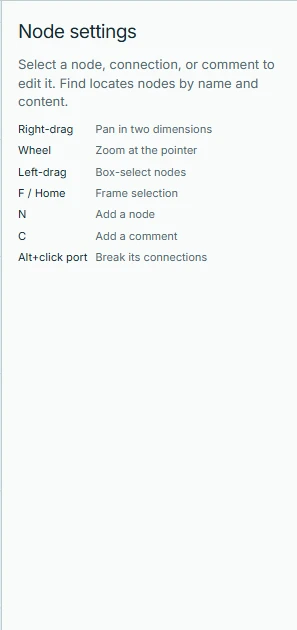 Node settings
Select a node, connection, or comment to
edit it. Find locates nodes by name and
content.
Right-drag Pan in two dimensions
Wheel Zoom at the pointer
Left-drag Box-select nodes
F / Home Frame selection
N Add a node
C Add a comment
Alt+click port Break its connections